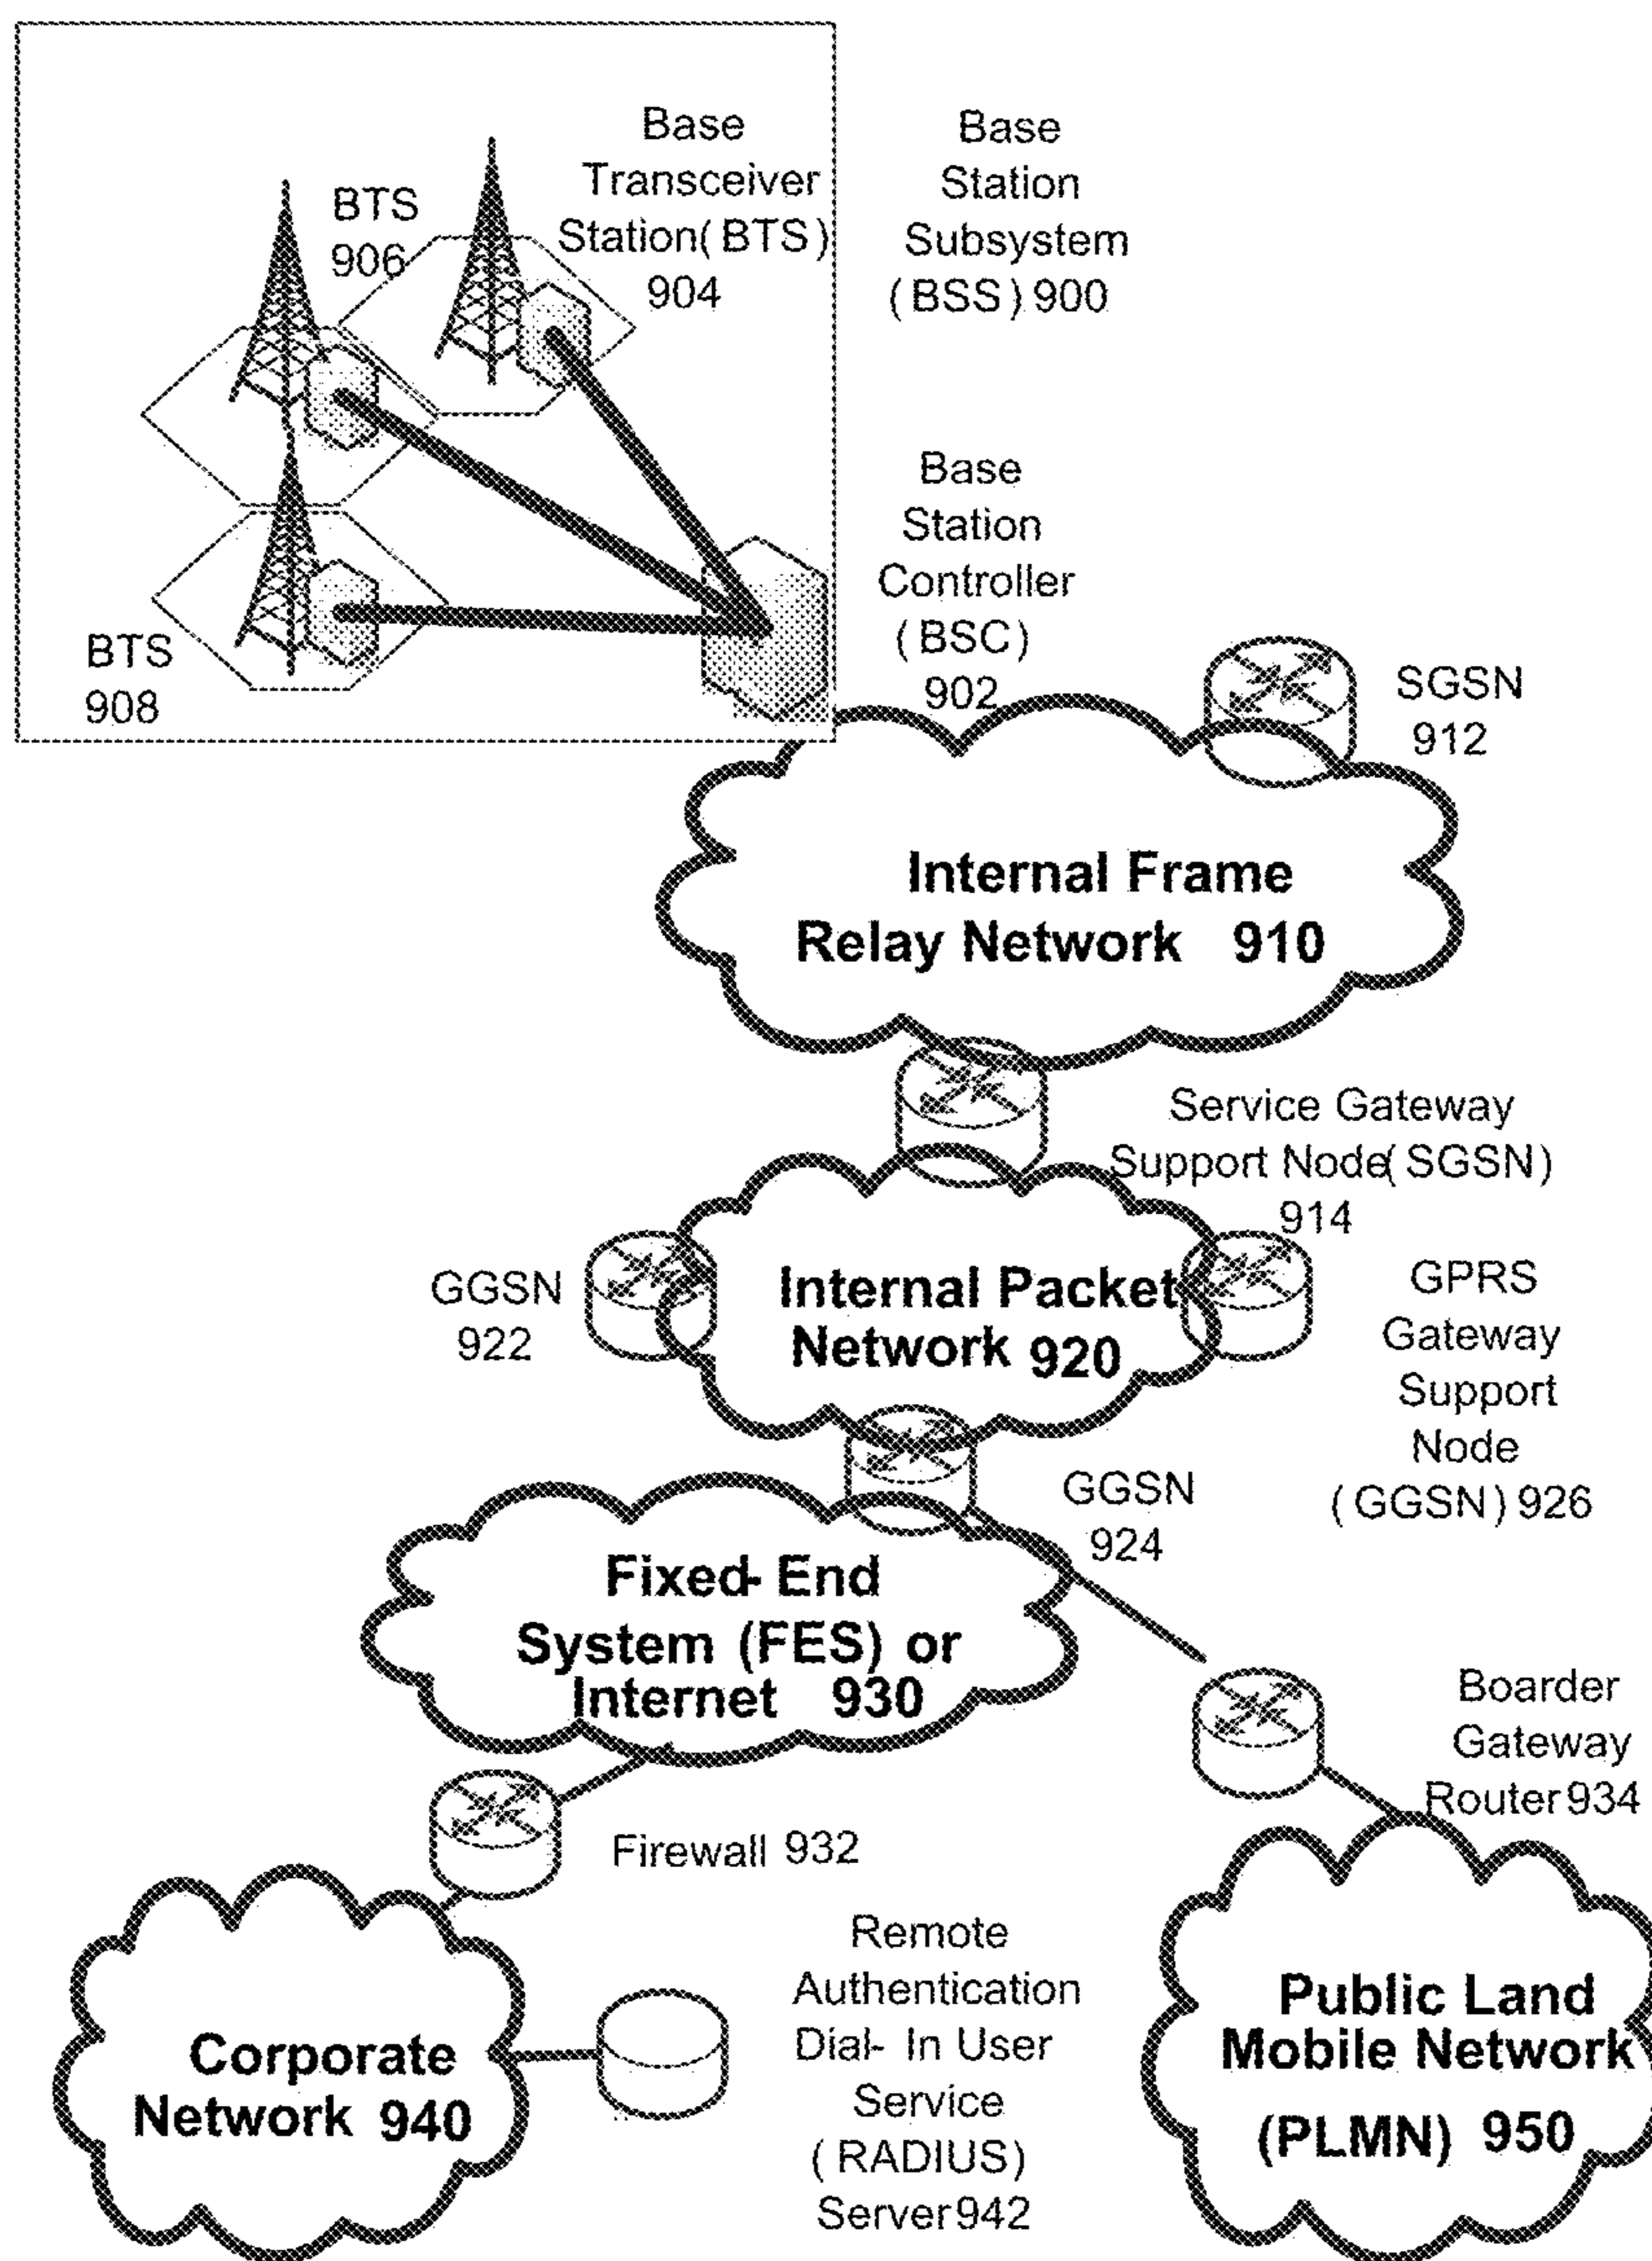 Base
Transceiver
Station(BTS)
904
BTS
906
BTS
908
Base
Station
Subsystem
(BSS) 900
Base
Station
Controller
(BSC)
902
SGSN
912
Internal Frame
Relay Network 910
Service Gateway
Support Node(SGSN)
914
GGSN
922
Internal Packet
Network 920
GPRS
Gateway
Support
Node
(GGSN) 926
GGSN
924
Fixed-End
System (FES) or
Internet 930
Boarder
Gateway
Router 934
Firewall 932
Remote
Authentication
Dial-In User
Service
(RADIUS)
Server 942
Corporate
Network 940
Public Land
Mobile Network
(PLMN) 950